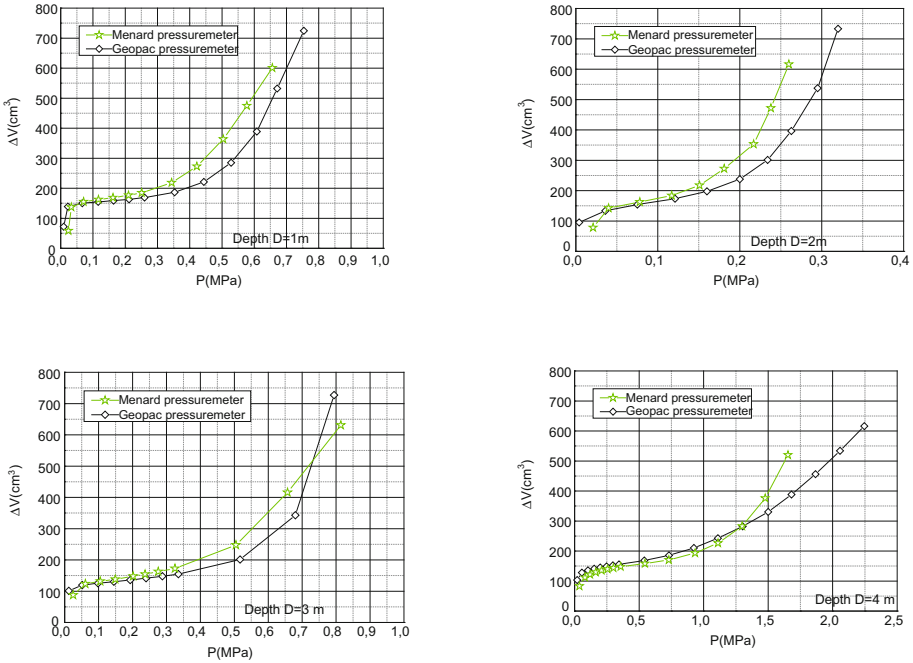 800
700
600
500
400
300
200
100
0
ΔV(cm³)
Menard pressuremeter
Geopac pressuremeter
Depth D=1m
0,0 0,1 0,2 0,3 0,4 0,5 0,6 0,7 0,8 0,9 1,0
P(MPa)
800
700
600
500
400
300
200
100
0
ΔV(cm³)
Menard pressuremeter
Geopac pressuremeter
Depth D=2m
0,0 0,1 0,2 0,3 0,4
P(MPa)
800
700
600
500
400
300
200
100
0
ΔV(cm³)
Menard pressuremeter
Geopac pressuremeter
Depth D=3 m
0,0 0,1 0,2 0,3 0,4 0,5 0,6 0,7 0,8 0,9 1,0
P(MPa)
800
700
600
500
400
300
200
100
0
ΔV(cm³)
Menard pressuremeter
Geopac pressuremeter
Depth D=4 m
0,0 0,5 1,0 1,5 2,0 2,5
P(MPa)